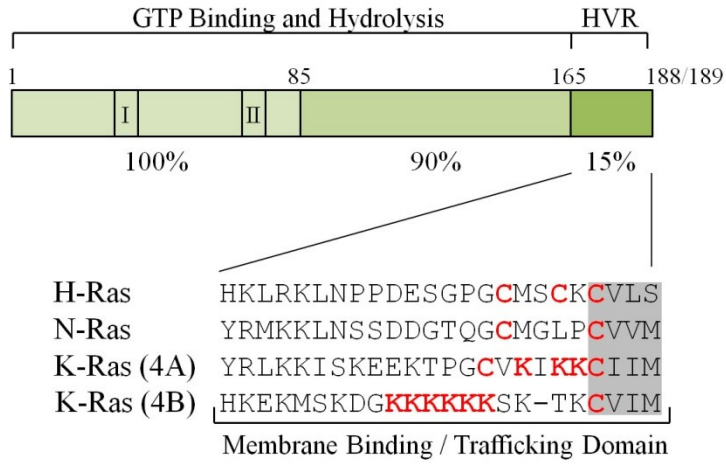 GTP Binding and Hydrolysis HVR
1 85 165 188/189
I II
100% 90% 15%
H-Ras HKLRKLNPPDESGPGCMSCKCVLS
N-Ras YRMKKLNSSDDGTQGCMGLPCVVM
K-Ras (4A) YRLKKISKEEKTPGCVKIKKCIIM
K-Ras (4B) HKEKMSKDGKKKKKKSK-TKCVIM
Membrane Binding / Trafficking Domain